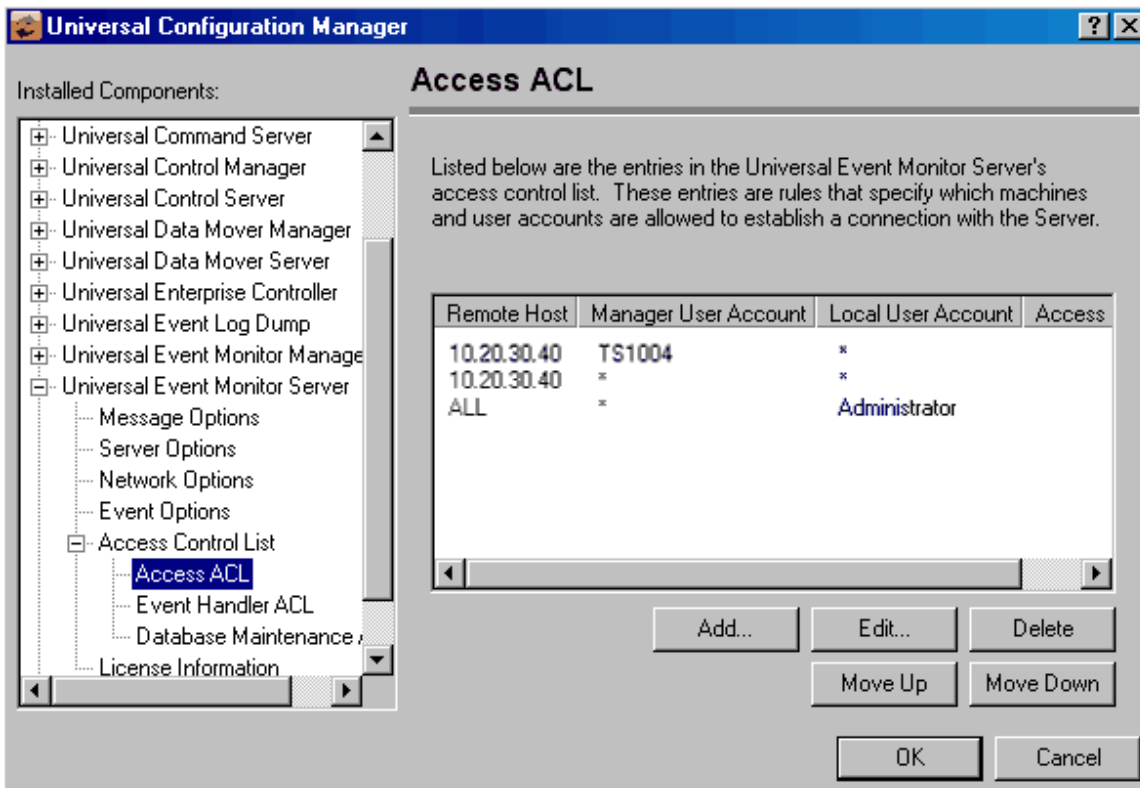 Universal Configuration Manager
Installed Components:
Universal Command Server
Universal Control Manager
Universal Control Server
Universal Data Mover Manager
Universal Data Mover Server
Universal Enterprise Controller
Universal Event Log Dump
Universal Event Monitor Manage
Universal Event Monitor Server
Message Options
Server Options
Network Options
Event Options
Access Control List
Access ACL
Event Handler ACL
Database Maintenance
License Information
Access ACL
Listed below are the entries in the Universal Event Monitor Server's
access control list. These entries are rules that specify which machines
and user accounts are allowed to establish a connection with the Server.
Remote Host Manager User Account Local User Account Access
10.20.30.40 TS1004 *
10.20.30.40 * *
ALL * Administrator
Add... Edit... Delete
Move Up Move Down
OK Cancel